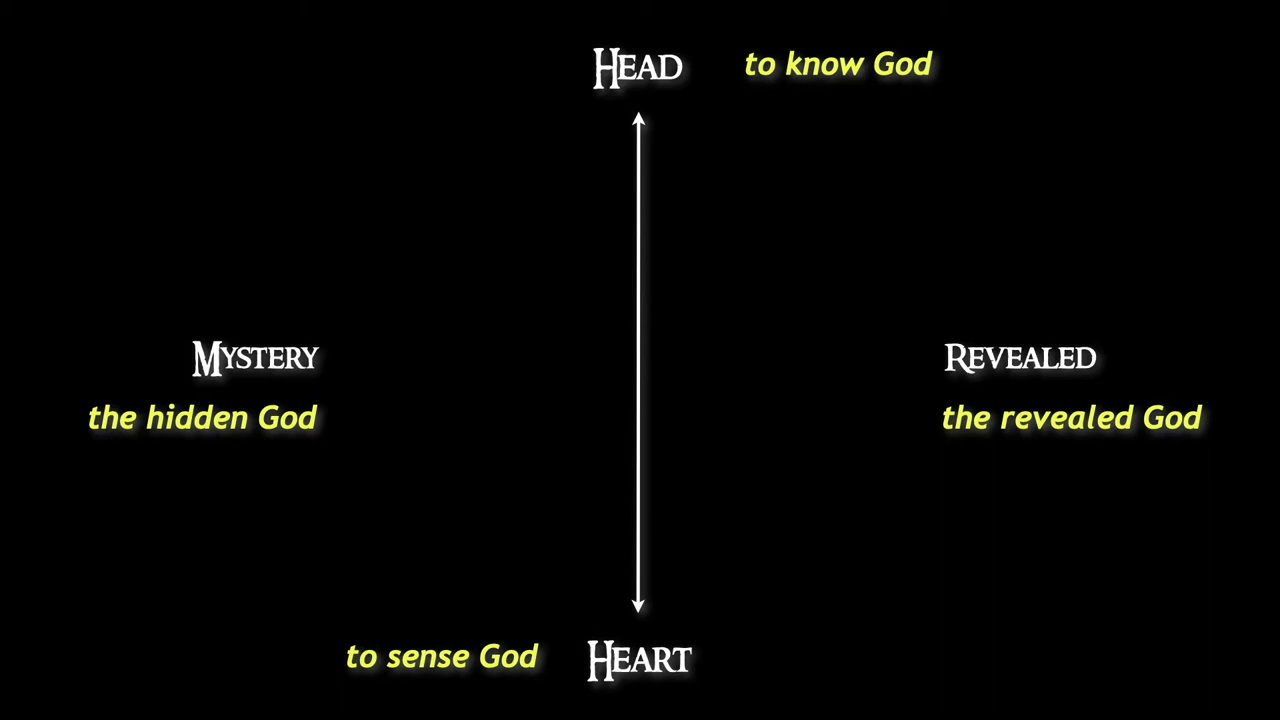 HEAD to know God
MYSTERY
REVEALED
the hidden God
the revealed God
to sense God HEART